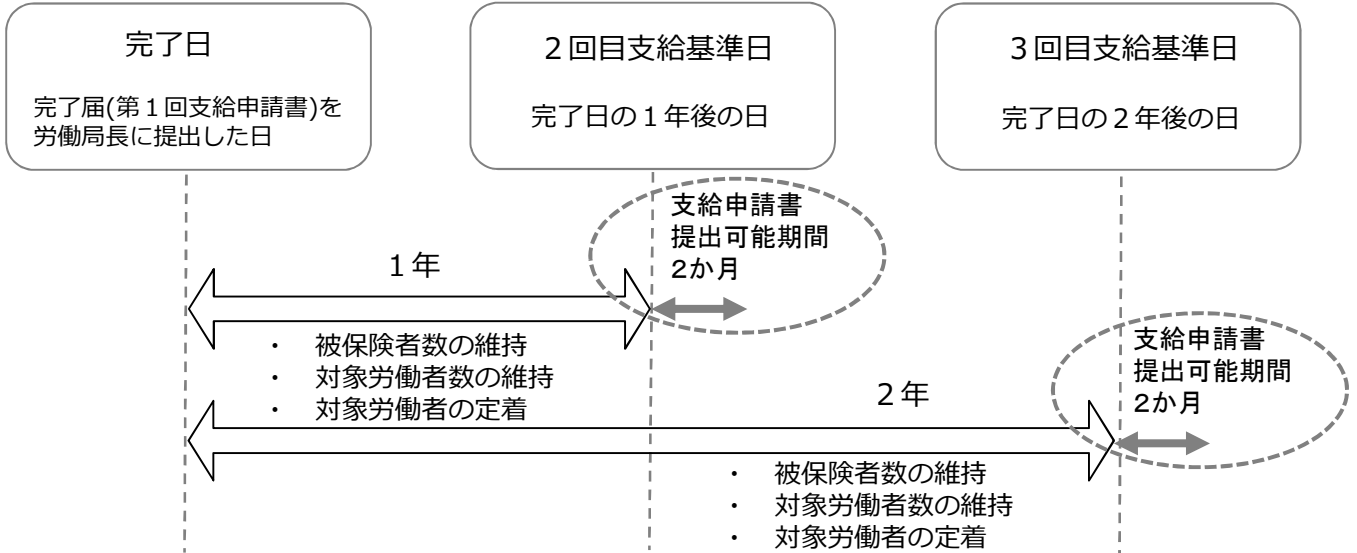 完了日
完了届(第１回支給申請書)を
労働局長に提出した日
２回目支給基準日
完了日の１年後の日
３回目支給基準日
完了日の２年後の日
支給申請書
提出可能期間
２か月
１年
・ 被保険者数の維持
・ 対象労働者数の維持
・ 対象労働者の定着
支給申請書
提出可能期間
２か月
２年
・ 被保険者数の維持
・ 対象労働者数の維持
・ 対象労働者の定着